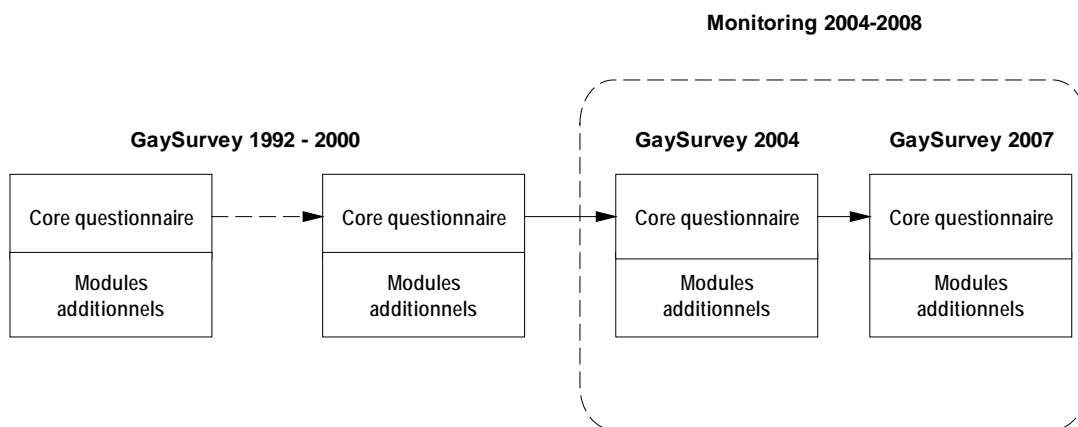 Monitoring 2004-2008
GaySurvey 1992 - 2000
GaySurvey 2004
GaySurvey 2007
Core questionnaire
Core questionnaire
Core questionnaire
Core questionnaire
Modules
additionnels
Modules
additionnels
Modules
additionnels
Modules
additionnels